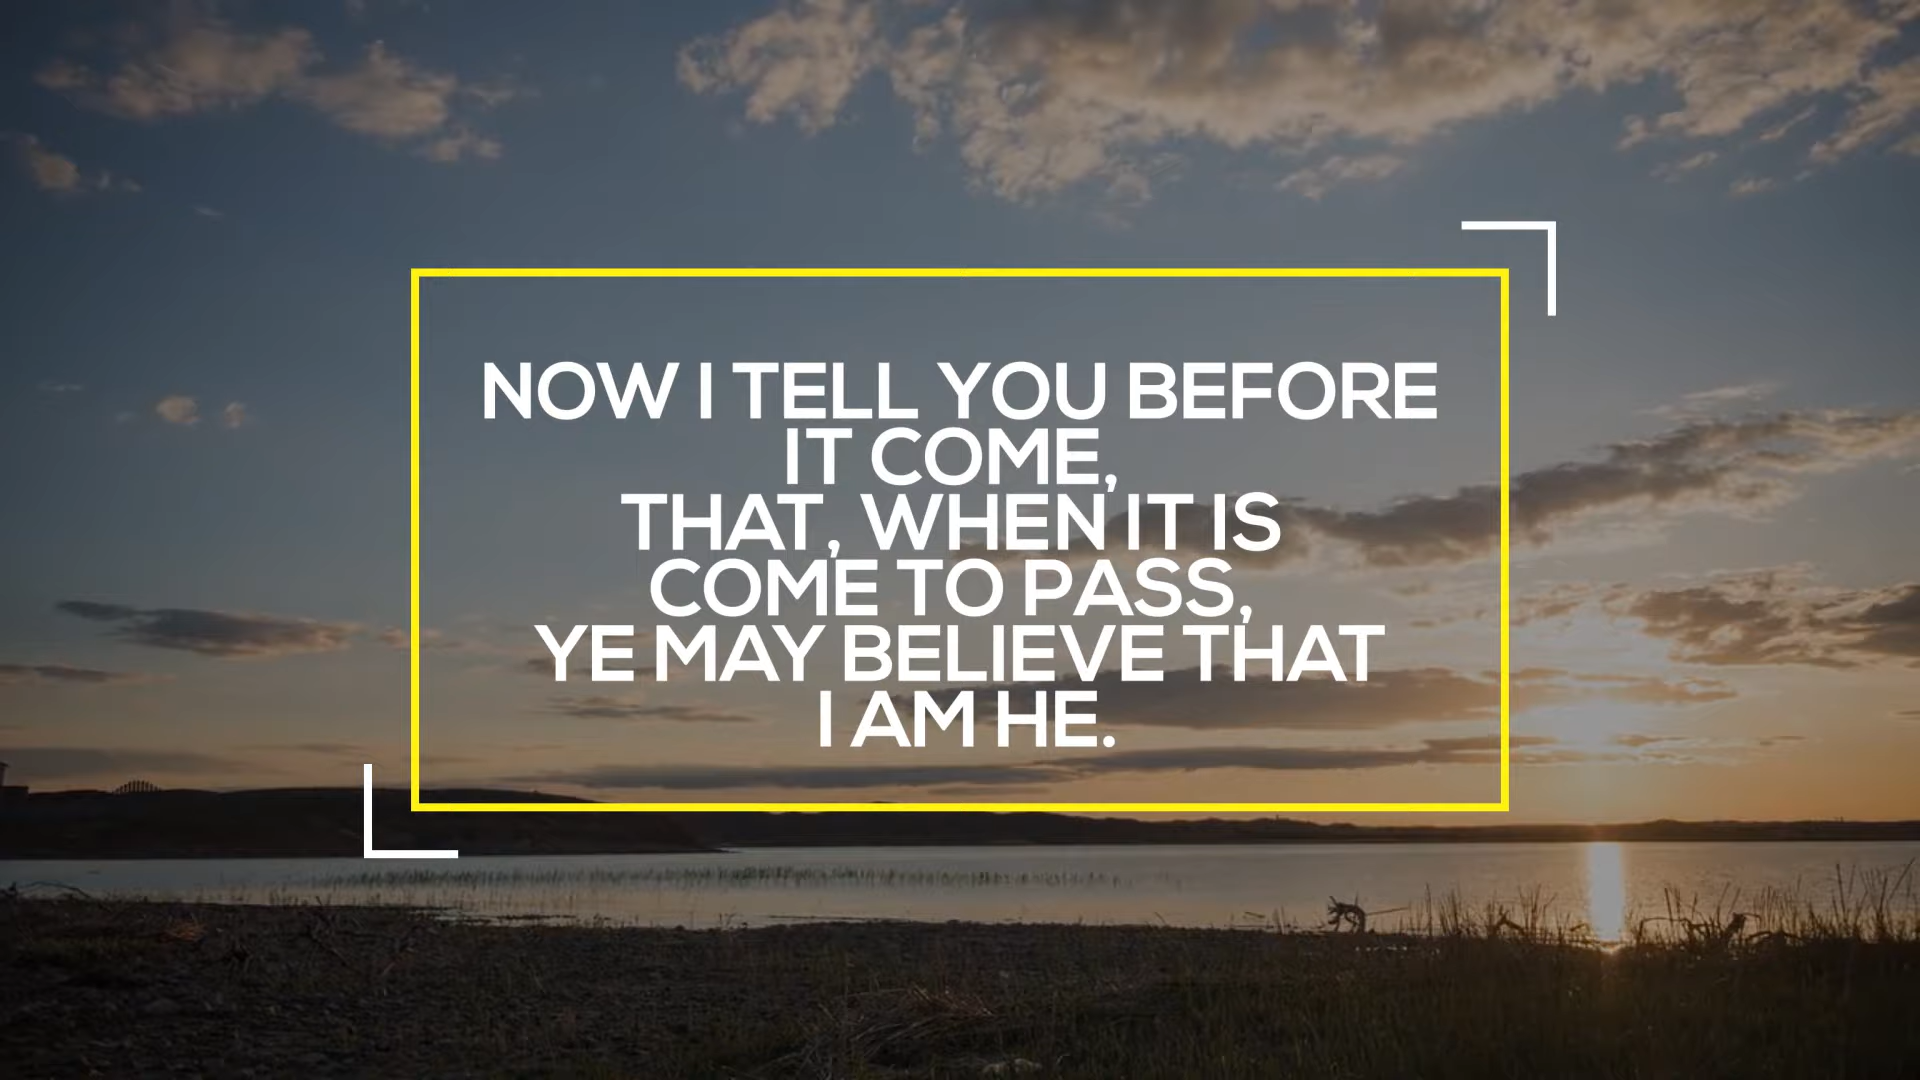 NOW I TELL YOU BEFORE
IT COME,
THAT, WHEN IT IS
COME TO PASS,
YE MAY BELIEVE THAT
I AM HE.